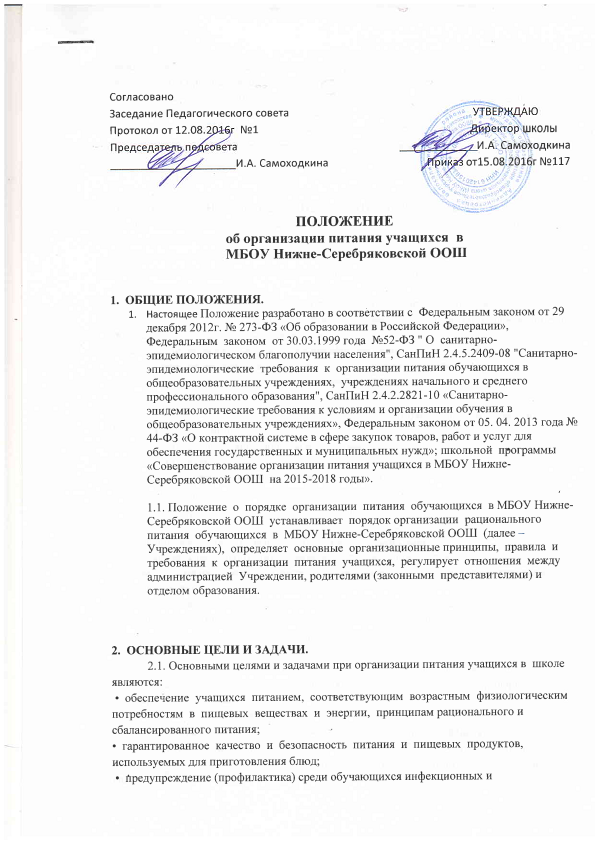 Согласовано
Заседание Педагогического совета УТВЕРЖДАЮ
Протокол от 12.08.2016г №1 Директор школы
Председатель педсовета ____________И.А. Самоходкина
____________________И.А. Самоходкина Приказ от15.08.2016г №117
ПОЛОЖЕНИЕ
об организации питания учащихся в
МБОУ Нижне-Серебряковской ООШ
1. ОБЩИЕ ПОЛОЖЕНИЯ.
1. Настоящее Положение разработано в соответствии с Федеральным законом от 29
декабря 2012г. № 273-ФЗ «Об образовании в Российской Федерации»,
Федеральным законом от 30.03.1999 года №52-ФЗ " О санитарно-
эпидемиологическом благополучии населения", СанПиН 2.4.5.2409-08 "Санитарно-
эпидемиологические требования к организации питания обучающихся в
общеобразовательных учреждениях, учреждениях начального и среднего
профессионального образования", СанПиН 2.4.2.2821-10 «Санитарно-
эпидемиологические требования к условиям и организации обучения в
общеобразовательных учреждениях», Федеральным законом от 05. 04. 2013 года №
44-ФЗ «О контрактной системе в сфере закупок товаров, работ и услуг для
обеспечения государственных и муниципальных нужд»; школьной программы
«Совершенствование организации питания учащихся в МБОУ Нижне-
Серебряковской ООШ на 2015-2018 годы».
1.1. Положение о порядке организации питания обучающихся в МБОУ Нижне-
Серебряковской ООШ устанавливает порядок организации рационального
питания обучающихся в МБОУ Нижне-Серебряковской ООШ (далее –
Учреждениях), определяет основные организационные принципы, правила и
требования к организации питания учащихся, регулирует отношения между
администрацией Учреждении, родителями (законными представителями) и
отделом образования.
2. ОСНОВНЫЕ ЦЕЛИ И ЗАДАЧИ.
2.1. Основными целями и задачами при организации питания учащихся в школе
являются:
• обеспечение учащихся питанием, соответствующим возрастным физиологическим
потребностям в пищевых веществах и энергии, принципам рационального и
сбалансированного питания;
• гарантированное качество и безопасность питания и пищевых продуктов,
используемых для приготовления блюд;
• предупреждение (профилактика) среди обучающихся инфекционных и